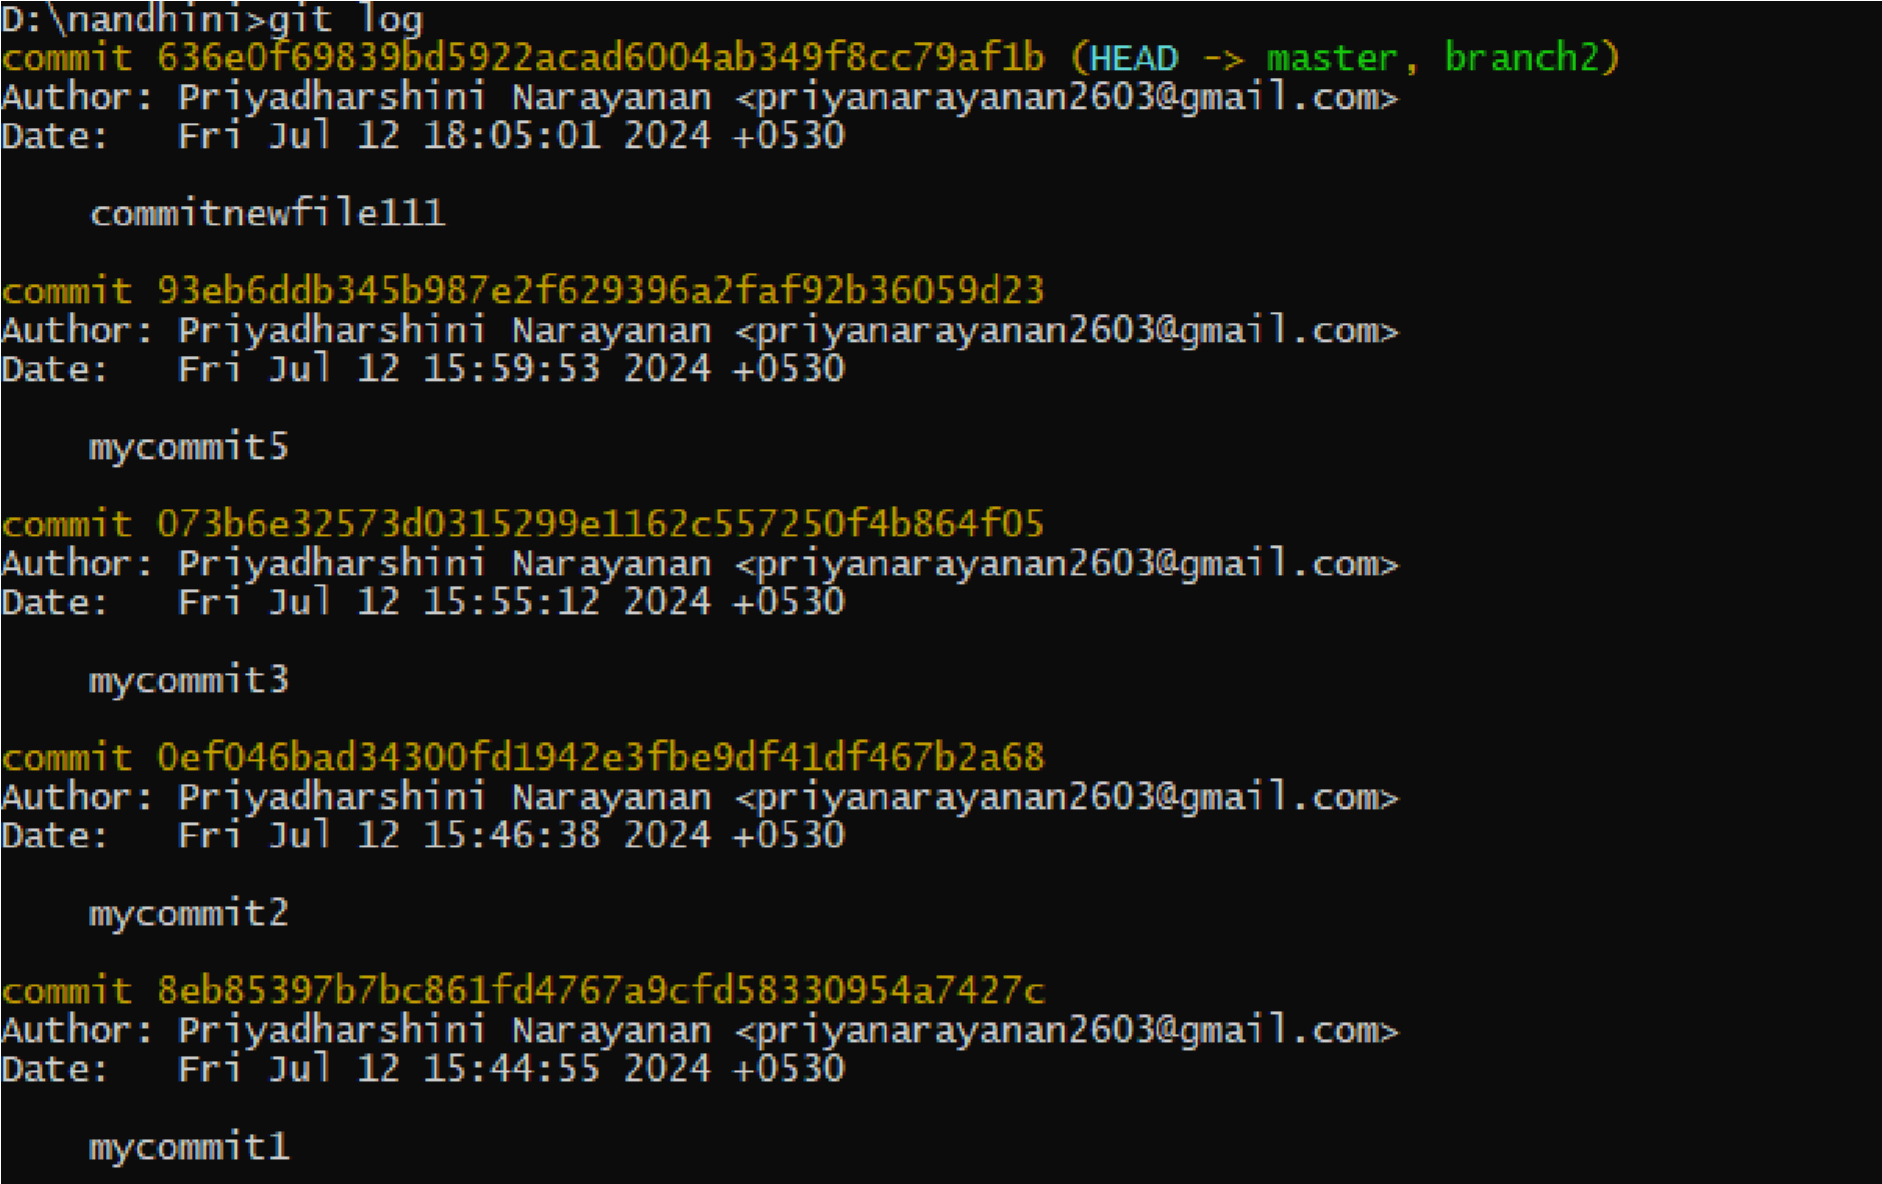 D:\nandhini>git log
commit 636e0f69839bd5922acad6004ab349f8cc79af1b (HEAD -> master, branch2)
Author: Priyadharshini Narayanan <priyanarayanan2603@gmail.com>
Date:   Fri Jul 12 18:05:01 2024 +0530
    commitnewfile111
commit 93eb6ddb345b987e2f629396a2faf92b36059d23
Author: Priyadharshini Narayanan <priyanarayanan2603@gmail.com>
Date:   Fri Jul 12 15:59:53 2024 +0530
    mycommit5
commit 073b6e32573d0315299e1162c557250f4b864f05
Author: Priyadharshini Narayanan <priyanarayanan2603@gmail.com>
Date:   Fri Jul 12 15:55:12 2024 +0530
    mycommit3
commit 0ef046bad34300fd1942e3fbe9df41df467b2a68
Author: Priyadharshini Narayanan <priyanarayanan2603@gmail.com>
Date:   Fri Jul 12 15:46:38 2024 +0530
    mycommit2
commit 8eb85397b7bc861fd4767a9cfd58330954a7427c
Author: Priyadharshini Narayanan <priyanarayanan2603@gmail.com>
Date:   Fri Jul 12 15:44:55 2024 +0530
    mycommit1